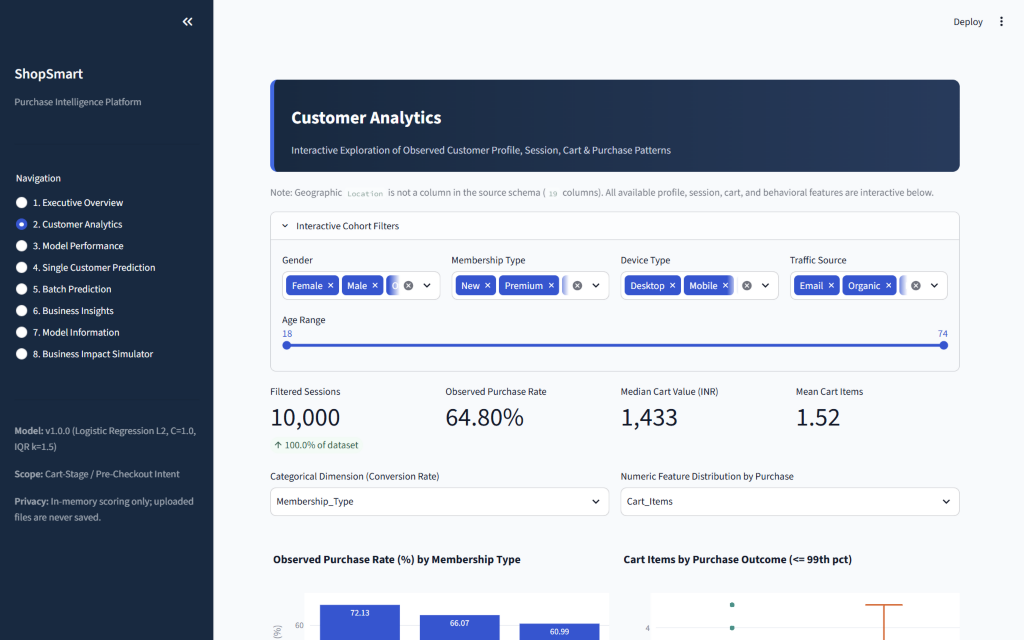 Deploy
ShopSmart
Purchase Intelligence Platform
Navigation
1. Executive Overview
2. Customer Analytics
3. Model Performance
4. Single Customer Prediction
5. Batch Prediction
6. Business Insights
7. Model Information
8. Business Impact Simulator
Model: v1.0.0 (Logistic Regression L2, C=1.0,
IQR k=1.5)
Scope: Cart-Stage / Pre-Checkout Intent
Privacy: In-memory scoring only; uploaded
files are never saved.
Customer Analytics
Interactive Exploration of Observed Customer Profile, Session, Cart & Purchase Patterns
Note: Geographic Location is not a column in the source schema ( 19 columns). All available profile, session, cart, and behavioral features are interactive below.
Interactive Cohort Filters
Gender Membership Type Device Type Traffic Source
Female Male New Premium Desktop Mobile Email Organic
Age Range
18 74
Filtered Sessions Observed Purchase Rate Median Cart Value (INR) Mean Cart Items
10,000 64.80% 1,433 1.52
↑ 100.0% of dataset
Categorical Dimension (Conversion Rate) Numeric Feature Distribution by Purchase
Membership_Type Cart_Items
Observed Purchase Rate (%) by Membership Type Cart Items by Purchase Outcome (<= 99th pct)
72.13
66.07
60.99
60
(%)
4